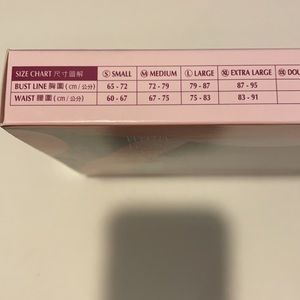 SIZE CHART 尺寸圖解 Ⓢ SMALL Ⓜ MEDIUM Ⓛ LARGE XL EXTRA LARGE
BUST LINE 胸圍 (cm/公分) 65 - 72 72 - 79 79 - 87 87 - 95
WAIST 腰圍 (cm/公分) 60 - 67 67 - 75 75 - 83 83 - 91